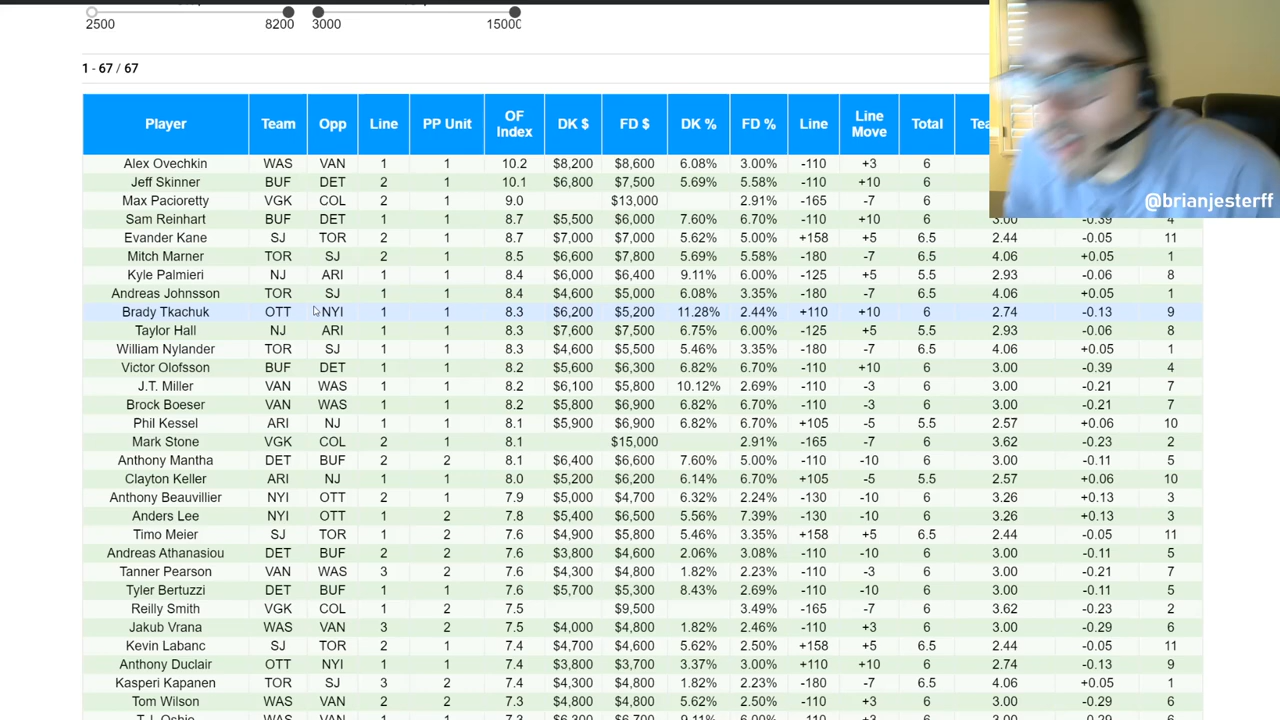 2500 8200 3000 15000
1 - 67 / 67
Player Team Opp Line PP Unit OF Index DK $ FD $ DK % FD % Line Line Move Total
@brianjesterff
Alex Ovechkin WAS VAN 1 1 10.2 $8,200 $8,600 6.08% 3.00% -110 +3 6
Jeff Skinner BUF DET 2 1 10.1 $6,800 $7,500 5.69% 5.58% -110 +10 6
Max Pacioretty VGK COL 2 1 9.0 $13,000 2.91% -165 -7 6
Sam Reinhart BUF DET 1 1 8.7 $5,500 $6,000 7.60% 6.70% -110 +10 6 3.00 -0.39 4
Evander Kane SJ TOR 2 1 8.7 $7,000 $7,000 5.62% 5.00% +158 +5 6.5 2.44 -0.05 11
Mitch Marner TOR SJ 2 1 8.5 $6,600 $7,800 5.69% 5.58% -180 -7 6.5 4.06 +0.05 1
Kyle Palmieri NJ ARI 1 1 8.4 $6,000 $6,400 9.11% 6.00% -125 +5 5.5 2.93 -0.06 8
Andreas Johnsson TOR SJ 1 1 8.4 $4,600 $5,000 6.08% 3.35% -180 -7 6.5 4.06 +0.05 1
Brady Tkachuk OTT NYI 1 1 8.3 $6,200 $5,200 11.28% 2.44% +110 +10 6 2.74 -0.13 9
Taylor Hall NJ ARI 1 1 8.3 $7,600 $7,500 6.75% 6.00% -125 +5 5.5 2.93 -0.06 8
William Nylander TOR SJ 1 1 8.3 $4,600 $5,500 5.46% 3.35% -180 -7 6.5 4.06 +0.05 1
Victor Olofsson BUF DET 1 1 8.2 $5,600 $6,300 6.82% 6.70% -110 +10 6 3.00 -0.39 4
J.T. Miller VAN WAS 1 1 8.2 $6,100 $5,800 10.12% 2.69% -110 -3 6 3.00 -0.21 7
Brock Boeser VAN WAS 1 1 8.2 $5,800 $6,900 6.82% 6.70% -110 -3 6 3.00 -0.21 7
Phil Kessel ARI NJ 1 1 8.1 $5,900 $6,900 6.82% 6.70% +105 -5 5.5 2.57 +0.06 10
Mark Stone VGK COL 2 1 8.1 $15,000 2.91% -165 -7 6 3.62 -0.23 2
Anthony Mantha DET BUF 2 2 8.1 $6,400 $6,600 7.60% 5.00% -110 -10 6 3.00 -0.11 5
Clayton Keller ARI NJ 1 1 8.0 $5,200 $6,200 6.14% 6.70% +105 -5 5.5 2.57 +0.06 10
Anthony Beauvillier NYI OTT 2 1 7.9 $5,000 $4,700 6.32% 2.24% -130 -10 6 3.26 +0.13 3
Anders Lee NYI OTT 1 2 7.8 $5,400 $6,500 5.56% 7.39% -130 -10 6 3.26 +0.13 3
Timo Meier SJ TOR 1 2 7.6 $4,900 $5,800 5.46% 3.35% +158 +5 6.5 2.44 -0.05 11
Andreas Athanasiou DET BUF 2 2 7.6 $3,800 $4,600 2.06% 3.08% -110 -10 6 3.00 -0.11 5
Tanner Pearson VAN WAS 3 2 7.6 $4,300 $4,800 1.82% 2.23% -110 -3 6 3.00 -0.21 7
Tyler Bertuzzi DET BUF 1 1 7.6 $5,700 $5,300 8.43% 2.69% -110 -10 6 3.00 -0.11 5
Reilly Smith VGK COL 1 2 7.5 $9,500 3.49% -165 -7 6 3.62 -0.23 2
Jakub Vrana WAS VAN 3 2 7.5 $4,000 $4,800 1.82% 2.46% -110 +3 6 3.00 -0.29 6
Kevin Labanc SJ TOR 2 1 7.4 $4,700 $4,600 5.62% 2.50% +158 +5 6.5 2.44 -0.05 11
Anthony Duclair OTT NYI 1 1 7.4 $3,800 $3,700 3.37% 3.00% +110 +10 6 2.74 -0.13 9
Kasperi Kapanen TOR SJ 3 2 7.4 $4,300 $4,800 1.82% 2.23% -180 -7 6.5 4.06 +0.05 1
Tom Wilson WAS VAN 2 2 7.3 $4,800 $4,800 5.62% 2.50% -110 +3 6 3.00 -0.29 6
T.J. Oshie WAS VAN 1 1 7.3 $6,300 $6,700 9.11% 6.00% -110 +3 6 3.00 -0.29 6